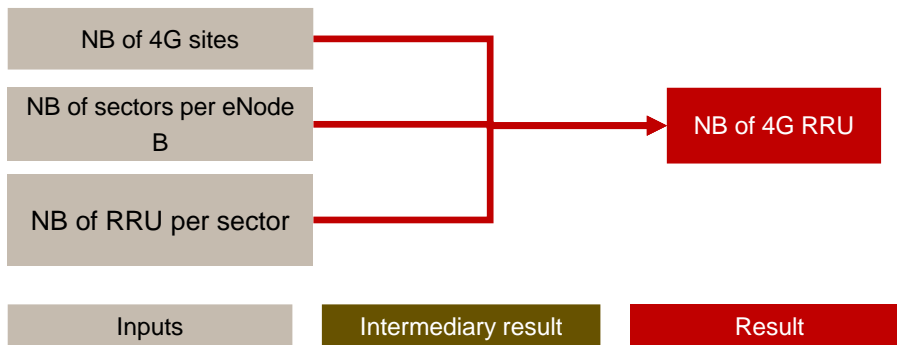 NB of 4G sites
NB of sectors per eNode
B
NB of 4G RRU
NB of RRU per sector
Inputs
Intermediary result
Result